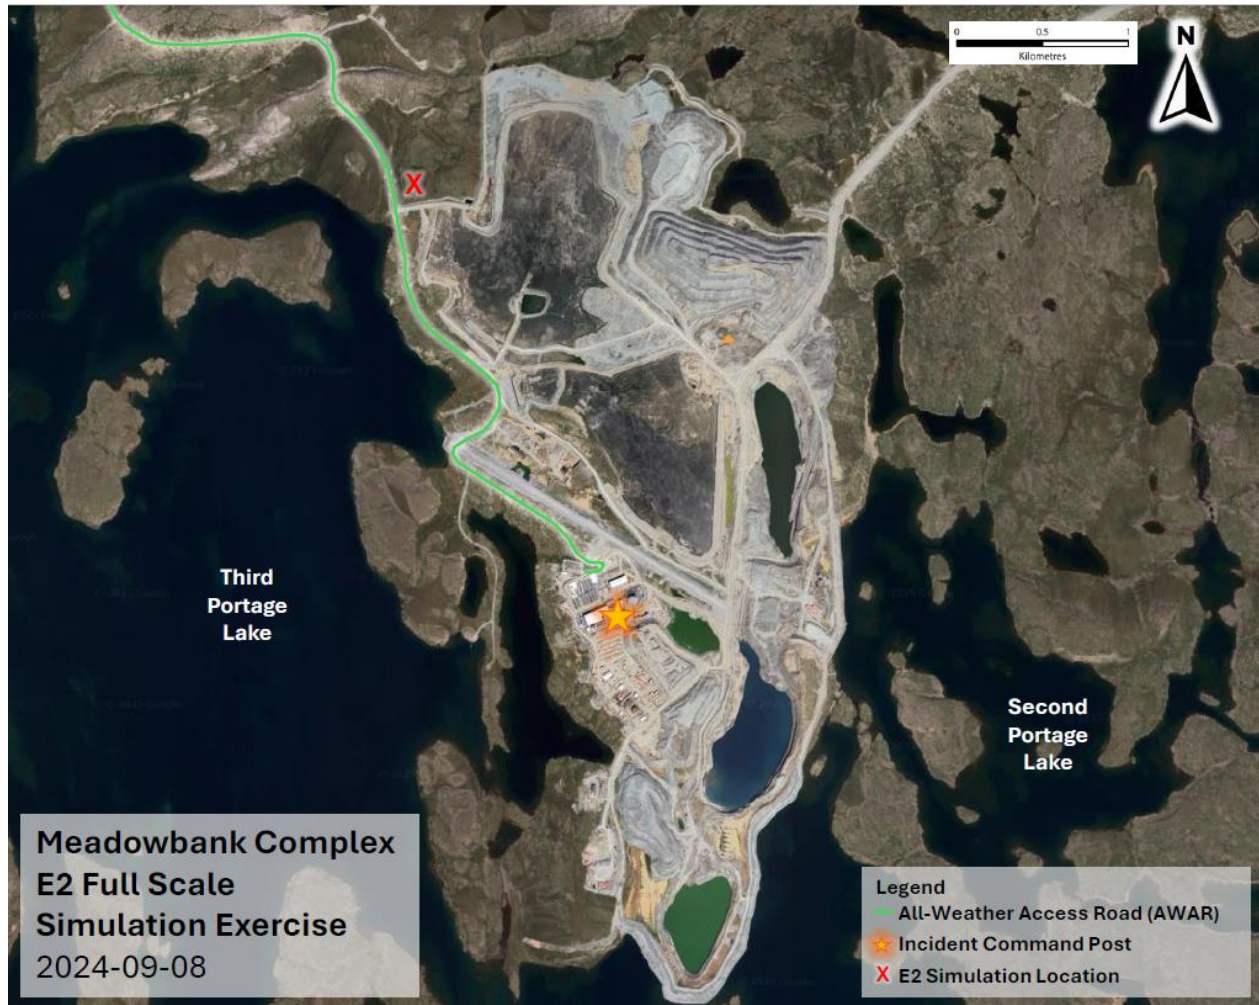 0 0.5 1
Kilometres
N
X
Third
Portage
Lake
Second
Portage
Lake
Meadowbank Complex
E2 Full Scale
Simulation Exercise
2024-09-08
Legend
All-Weather Access Road (AWAR)
Incident Command Post
X E2 Simulation Location